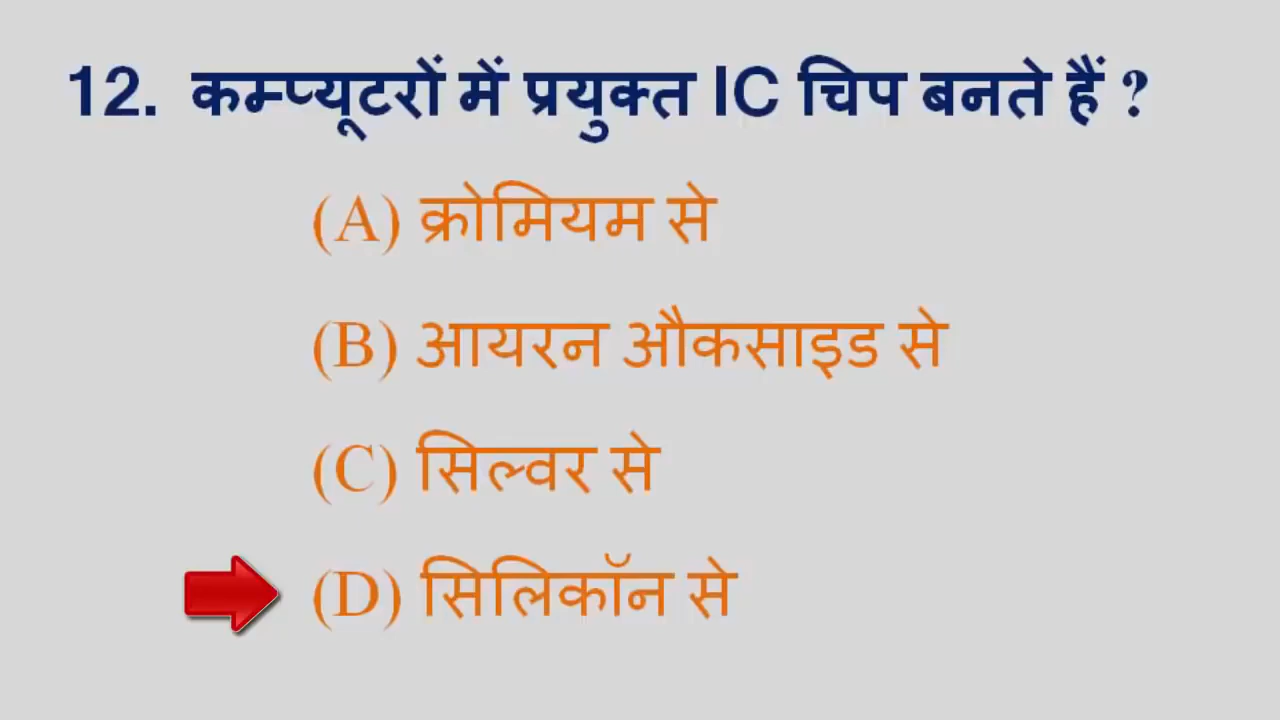 12. कम्प्यूटरों में प्रयुक्त IC चिप बनते हैं ?
(A) क्रोमियम से
(B) आयरन औकसाइड से
(C) सिल्वर से
(D) सिलिकॉन से